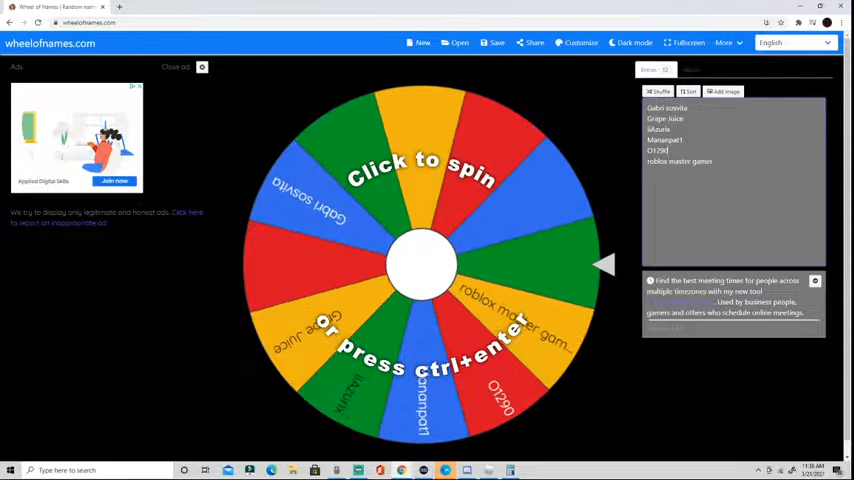 Wheel of Names | Random name
wheelofnames.com
wheelofnames.com
New
Open
Save
Share
Customize
Dark mode
Fullscreen
More
English
Ads
Close ad
Applied Digital Skills
Join now
We try to display only legitimate and honest ads. Click here
to report an inappropriate ad.
Click to spin
or press ctrl+enter
Gabri sosvita
Grape Juice
iiAzurix
Mananpat1
O1290
roblox master gam...
Entries 12
Shuffle
Sort
Add image
Gabri sosvita
Grape Juice
iiAzurix
Mananpat1
O1290
roblox master gamer
Find the best meeting times for people across
multiple timezones with my new tool
. Used by business people,
gamers and others who schedule online meetings.
Type here to search
11:38 AM
3/23/2021